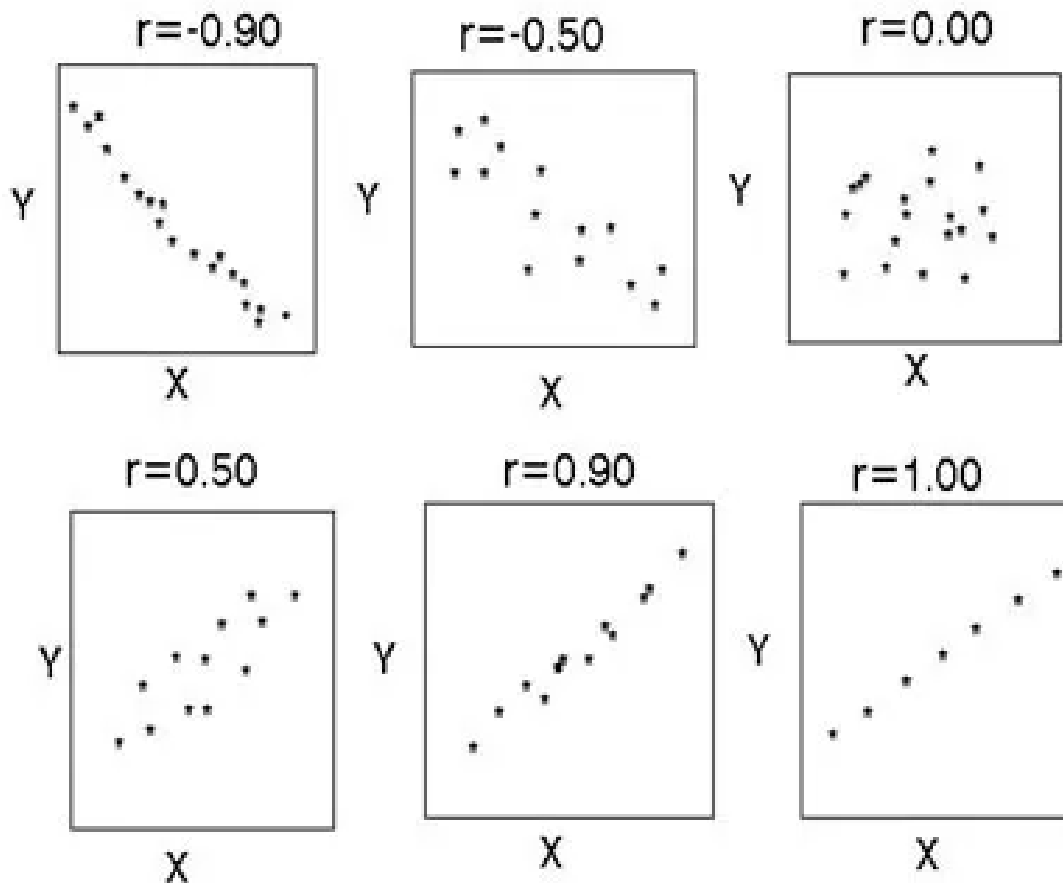 r=-0.90 r=-0.50 r=0.00
Y Y Y
X X X
r=0.50 r=0.90 r=1.00
Y Y Y
X X X